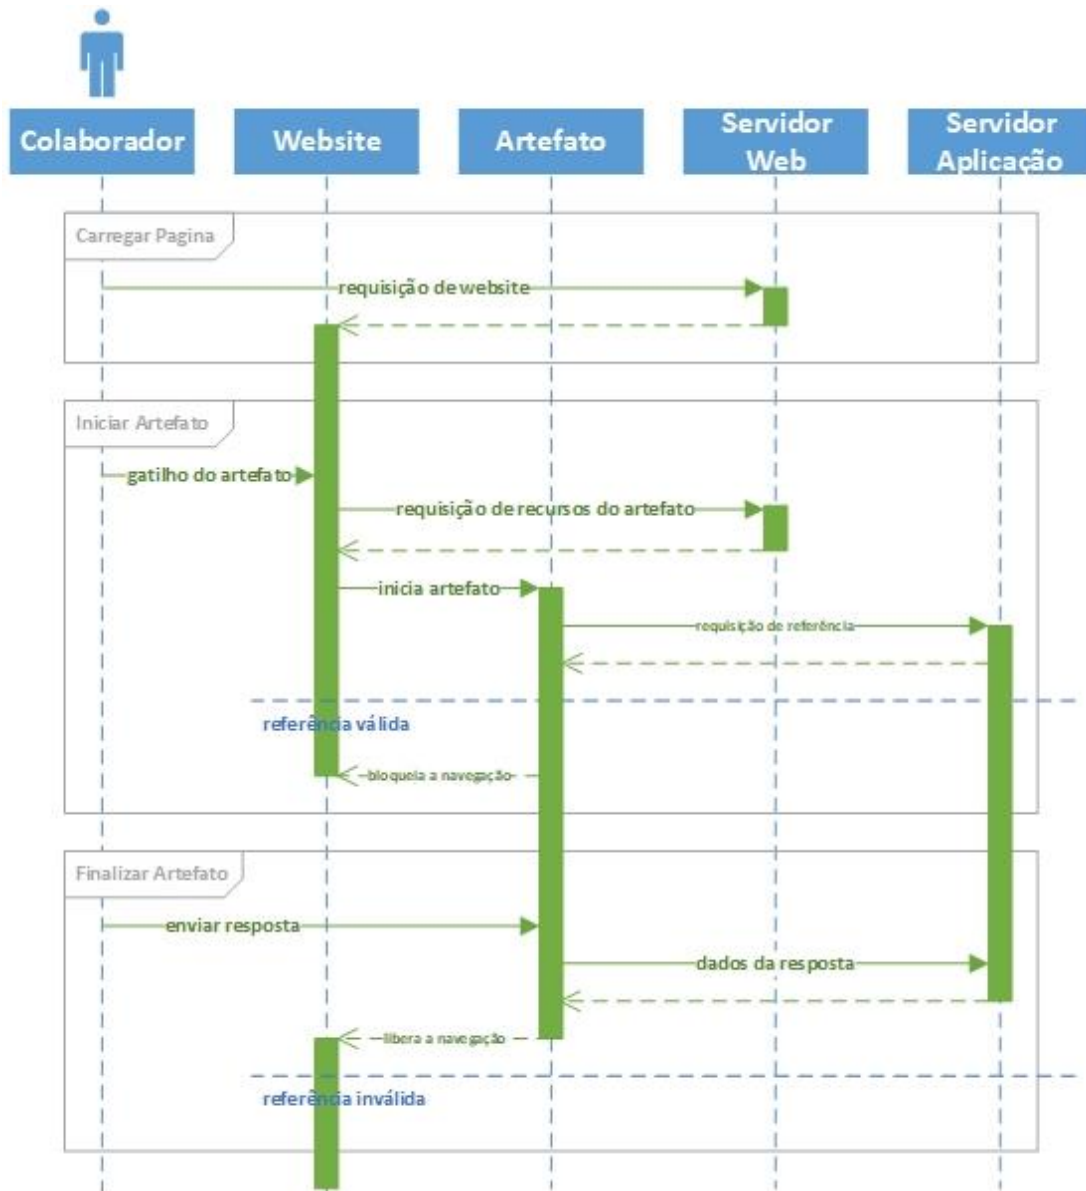 Colaborador
Website
Artefato
Servidor
Web
Servidor
Aplicação
Carregar Pagina
requisição de website
Iniciar Artefato
gatilho do artefato
requisição de recursos do artefato
inicia artefato
requisição de referência
referência válida
bloqueia a navegação
Finalizar Artefato
enviar resposta
dados da resposta
libera a navegação
referência inválida